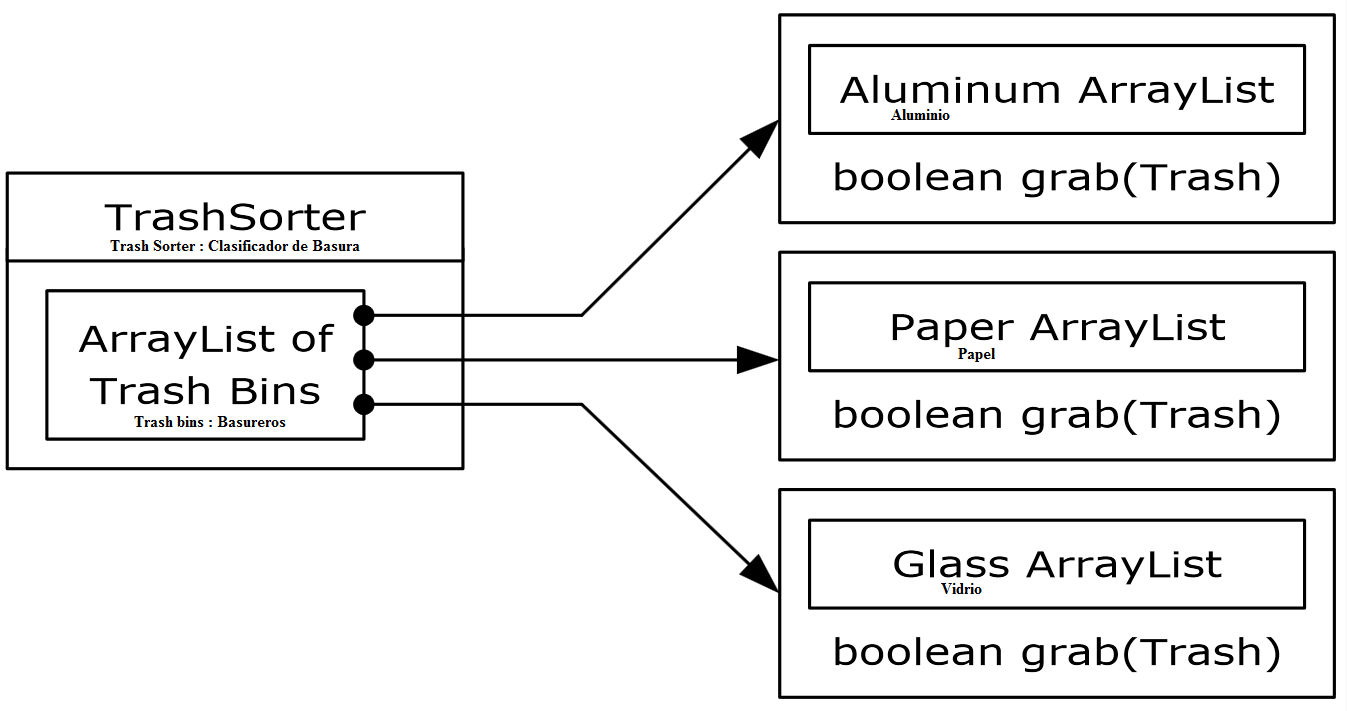 TrashSorter
Trash Sorter : Clasificador de Basura
ArrayList of
Trash Bins
Trash bins : Basureros
Aluminum ArrayList
Aluminio
boolean grab(Trash)
Paper ArrayList
Papel
boolean grab(Trash)
Glass ArrayList
Vidrio
boolean grab(Trash)